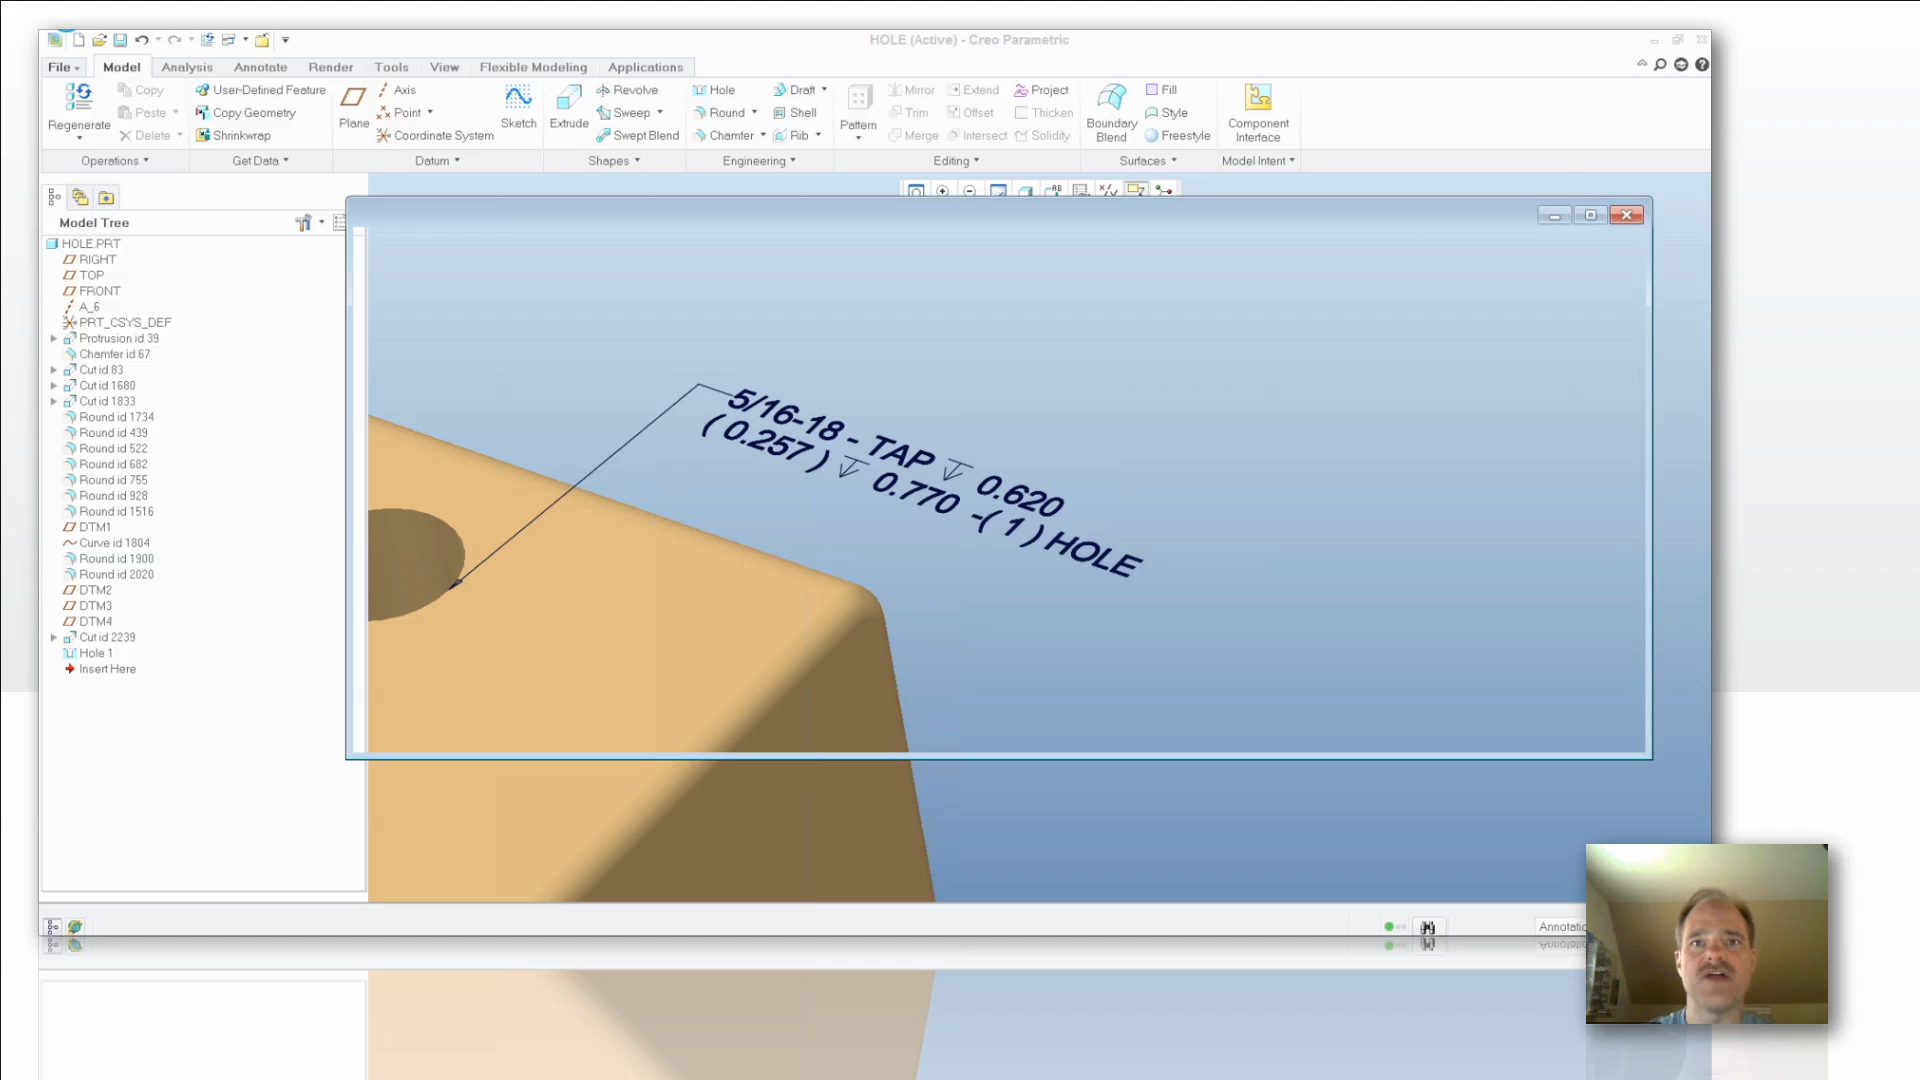 HOLE (Active) - Creo Parametric
File
Model
Analysis
Annotate
Render
Tools
View
Flexible Modeling
Applications
Regenerate
Copy
Paste
Delete
User-Defined Feature
Copy Geometry
Shrinkwrap
Plane
Axis
Point
Coordinate System
Sketch
Extrude
Revolve
Sweep
Swept Blend
Hole
Round
Chamfer
Draft
Shell
Rib
Pattern
Mirror
Trim
Merge
Extend
Offset
Intersect
Project
Thicken
Solidify
Boundary
Blend
Fill
Style
Freestyle
Component
Interface
Operations
Get Data
Datum
Shapes
Engineering
Editing
Surfaces
Model Intent
Model Tree
HOLE.PRT
RIGHT
TOP
FRONT
A_6
PRT_CSYS_DEF
Protrusion id 39
Chamfer id 67
Cut id 83
Cut id 1680
Cut id 1833
Round id 1734
Round id 439
Round id 522
Round id 682
Round id 755
Round id 928
Round id 1516
DTM1
Curve id 1804
Round id 1900
Round id 2020
DTM2
DTM3
DTM4
Cut id 2239
Hole 1
Insert Here
5/16-18 - TAP ↧ 0.620
( 0.257 ) ↧ 0.770 -( 1 ) HOLE
Annotatio